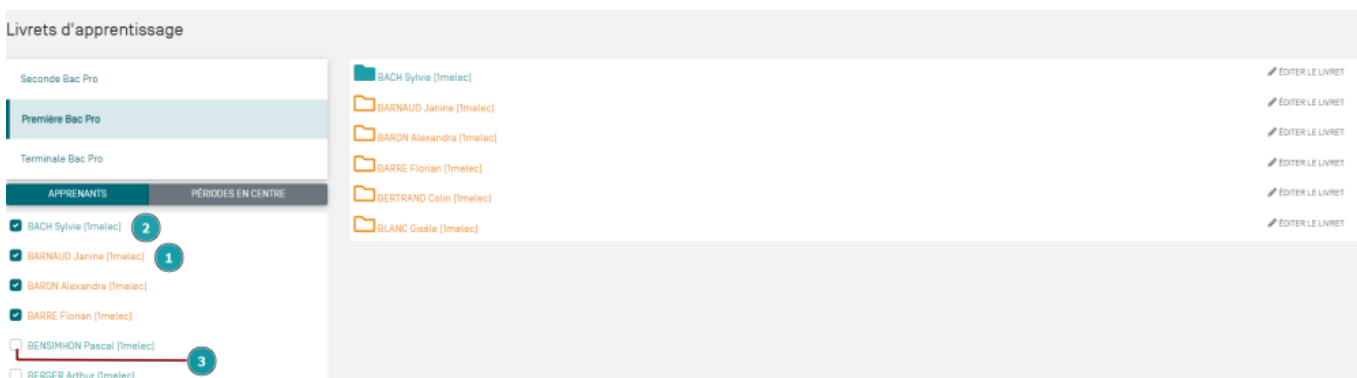 Livrets d'apprentissage
Seconde Bac Pro
Première Bac Pro
Terminale Bac Pro
APPRENANTS PÉRIODES EN CENTRE
BACH Sylvie [1melec] 2
BARNAUD Janine [1melec] 1
BARON Alexandra [1melec]
BARRE Florian [1melec]
BENSIMHON Pascal [1melec]
3
BERGER Arthur [1melec]
BACH Sylvie [1melec] ÉDITER LE LIVRET
BARNAUD Janine [1melec] ÉDITER LE LIVRET
BARON Alexandra [1melec] ÉDITER LE LIVRET
BARRE Florian [1melec] ÉDITER LE LIVRET
BERTRAND Colin [1melec] ÉDITER LE LIVRET
BLANC Gisèle [1melec] ÉDITER LE LIVRET